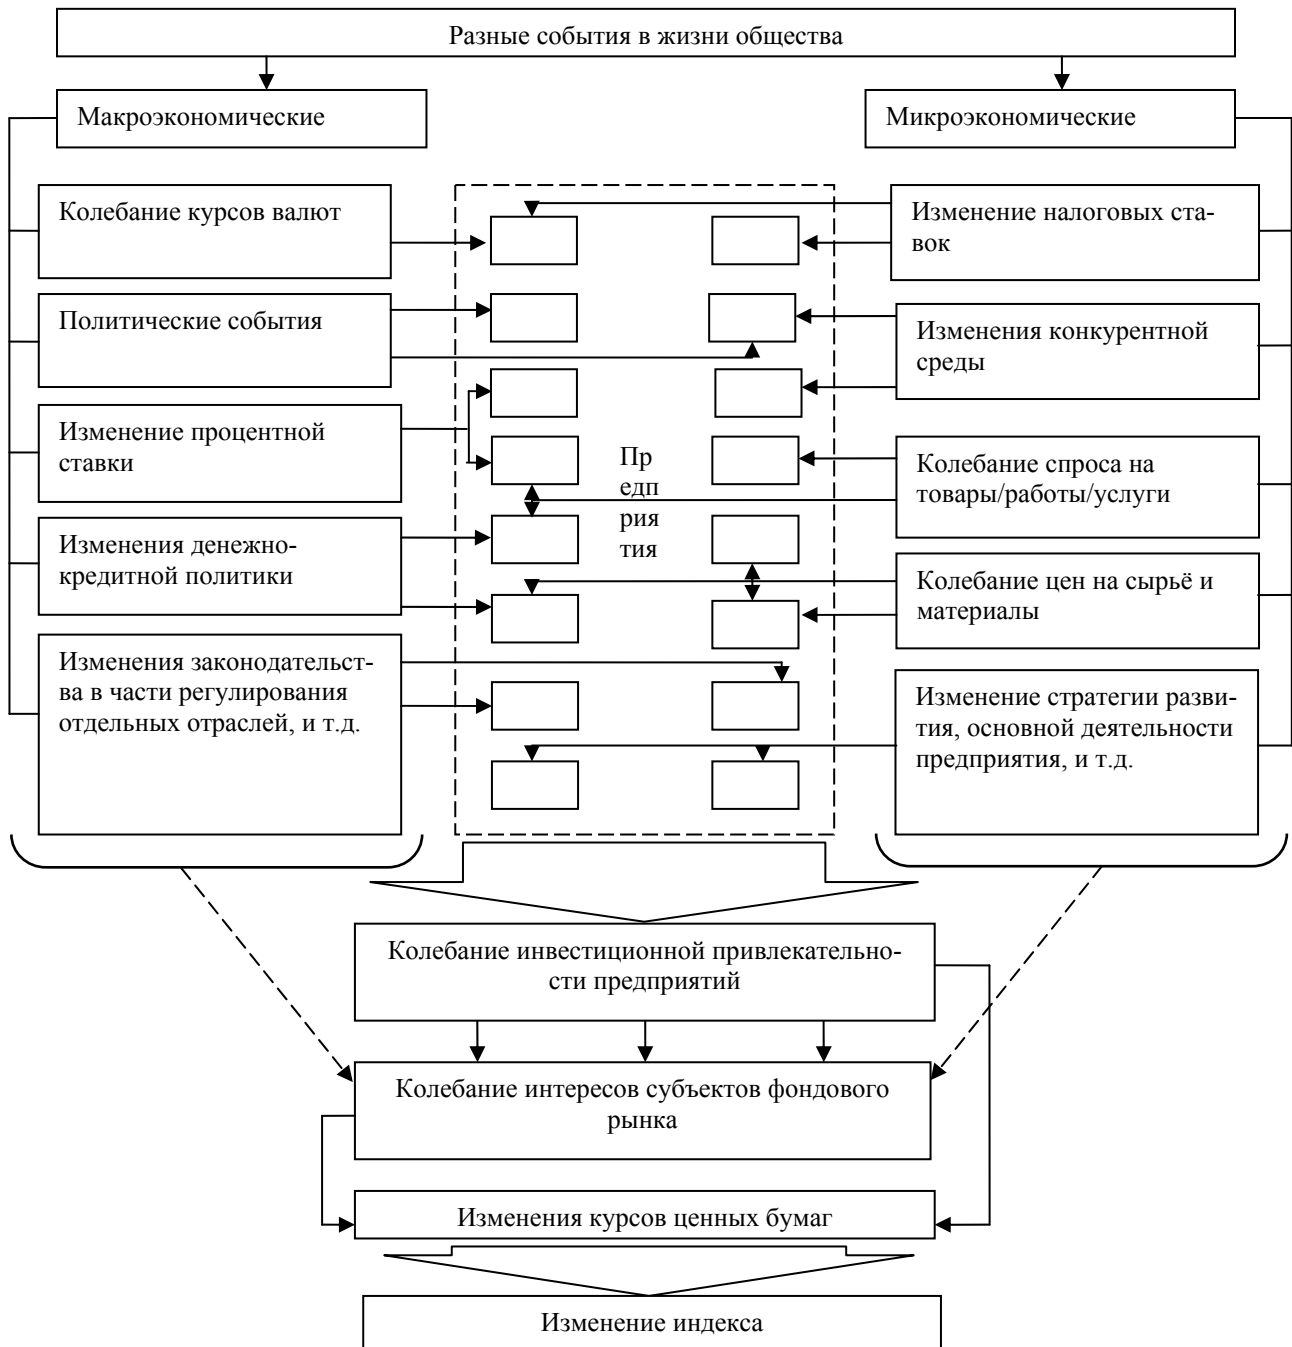 Разные события в жизни общества
Макроэкономические
Микроэкономические
Колебание курсов валют
Изменение налоговых ста-
вок
Политические события
Изменения конкурентной
среды
Изменение процентной
ставки
Пр
едп
рия
тия
Колебание спроса на
товары/работы/услуги
Изменения денежно-
кредитной политики
Колебание цен на сырьё и
материалы
Изменения законодательст-
ва в части регулирования
отдельных отраслей, и т.д.
Изменение стратегии разви-
тия, основной деятельности
предприятия, и т.д.
Колебание инвестиционной привлекательно-
сти предприятий
Колебание интересов субъектов фондового
рынка
Изменения курсов ценных бумаг
Изменение индекса